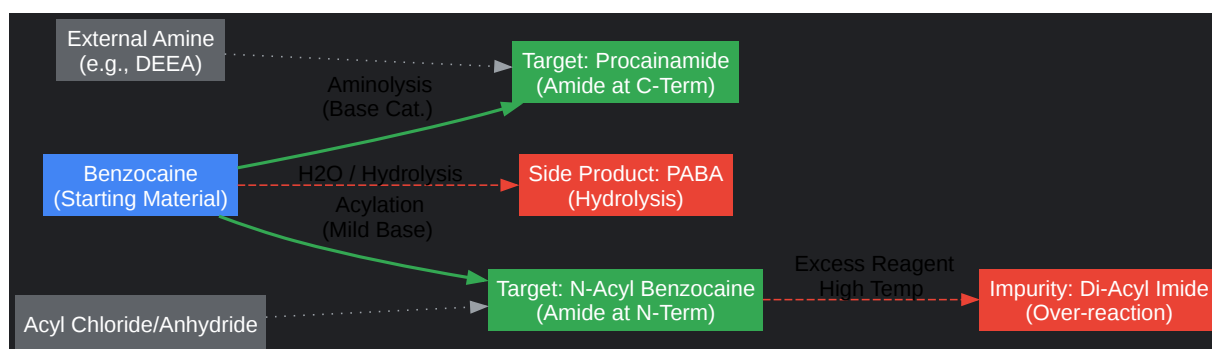 External Amine
(e.g., DEEA)
Target: Procainamide
(Amide at C-Term)
Aminolysis
(Base Cat.)
Benzocaine
(Starting Material)
H2O / Hydrolysis
Side Product: PABA
(Hydrolysis)
Acylation
(Mild Base)
Target: N-Acyl Benzocaine
(Amide at N-Term)
Excess Reagent
High Temp
Impurity: Di-Acyl Imide
(Over-reaction)
Acyl Chloride/Anhydride